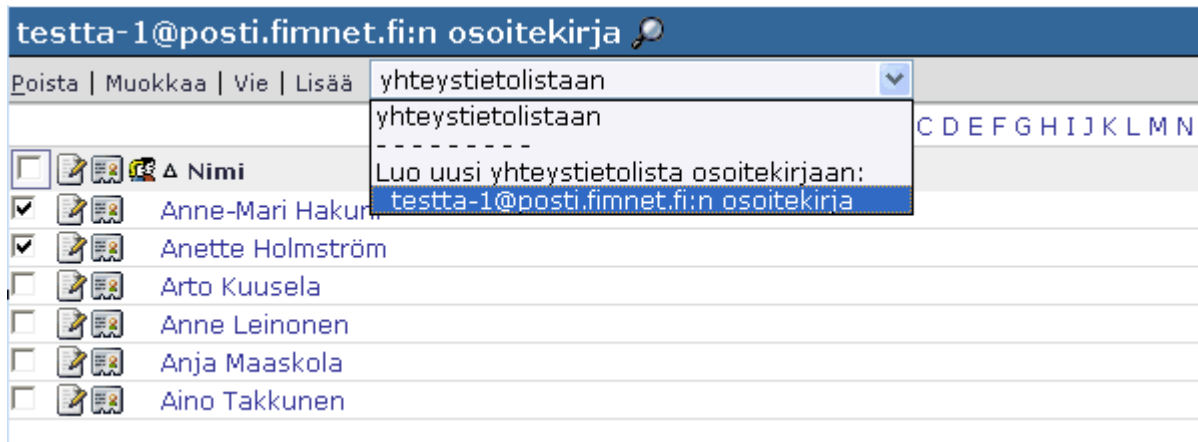 testta-1@posti.fimnet.fi:n osoitekirja
Poista | Muokkaa | Vie | Lisää yhteystietolistaan
yhteystietolistaan
- - - - - - - - -
Luo uusi yhteystietolista osoitekirjaan:
testta-1@posti.fimnet.fi:n osoitekirja
C D E F G H I J K L M N
Δ Nimi
Anne-Mari
Anette Holmström
Arto Kuusela
Anne Leinonen
Anja Maaskola
Aino Takkunen